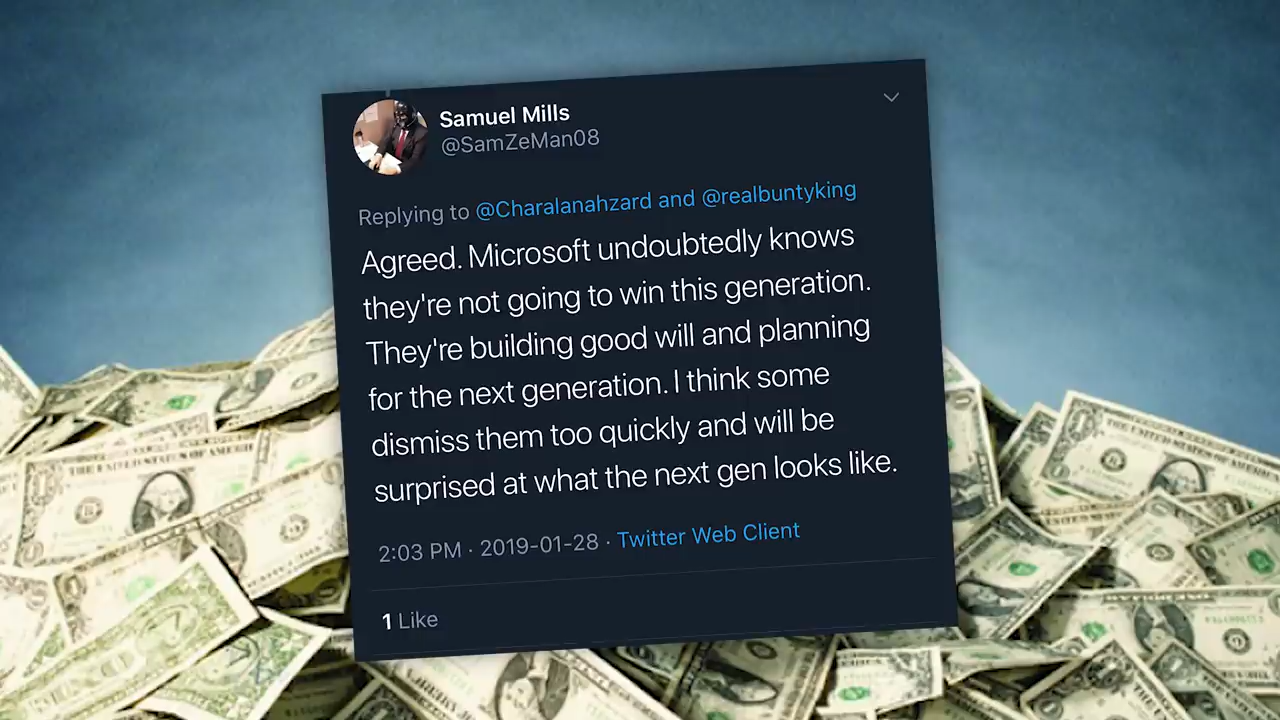 Samuel Mills
@SamZeMan08
Replying to @Charalanahzard and @realbuntyking
Agreed. Microsoft undoubtedly knows
they're not going to win this generation.
They're building good will and planning
for the next generation. I think some
dismiss them too quickly and will be
surprised at what the next gen looks like.
2:03 PM · 2019-01-28 · Twitter Web Client
1 Like